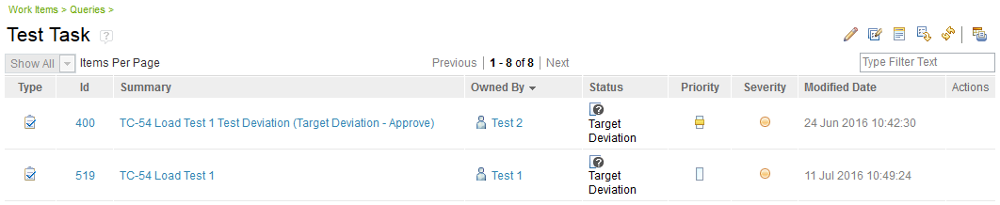 Work Items > Queries >
Test Task ?
Show All Items Per Page Previous | 1 - 8 of 8 | Next Type Filter Text
Type Id Summary Owned By Status Priority Severity Modified Date Actions
400 TC-54 Load Test 1 Test Deviation (Target Deviation - Approve) Test 2 Target Deviation 24 Jun 2016 10:42:30
519 TC-54 Load Test 1 Test 1 Target Deviation 11 Jul 2016 10:49:24